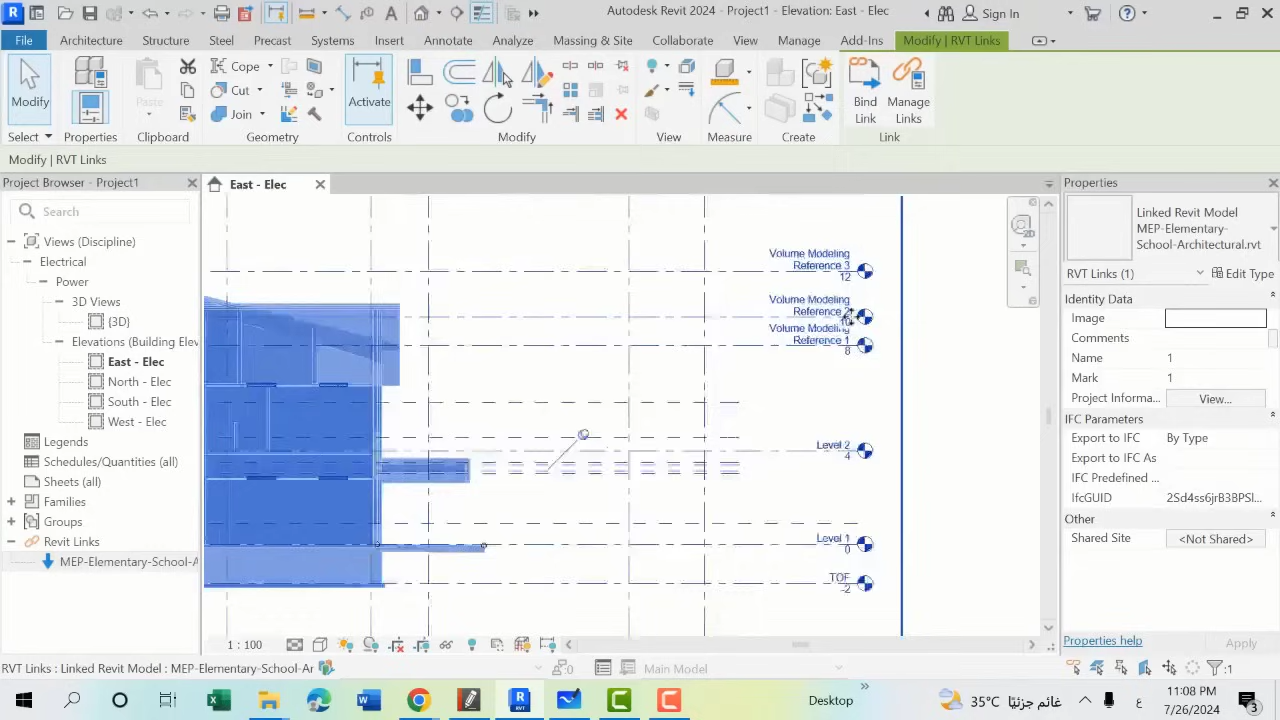 Autodesk Revit 2024 - Project1 - Elevation: East - Elec
Sign In
File Architecture Structure Steel Precast Systems Insert Annotate Analyze Massing & Site Collaborate View Manage Add-Ins Modify | RVT Links
Modify
Paste
Cope
Cut
Join
Activate
Bind
Link
Manage
Links
Select Properties Clipboard Geometry Controls Modify View Measure Create Link
Modify | RVT Links
Project Browser - Project1
Search
Views (Discipline)
Electrical
Power
3D Views
(3D)
Elevations (Building Elev
East - Elec
North - Elec
South - Elec
West - Elec
Legends
Schedules/Quantities (all)
Sheets (all)
Families
Groups
Revit Links
MEP-Elementary-School-A
East - Elec
Volume Modeling
Reference 3
12
Volume Modeling
Reference 2
Volume Modeling
Reference 1
8
Level 2
4
Level 1
0
TOF
-2
1 : 100
Properties
Linked Revit Model
MEP-Elementary-
School-Architectural.rvt
RVT Links (1)
Edit Type
Identity Data
Image
Comments
Name 1
Mark 1
Project Informa... View...
IFC Parameters
Export to IFC By Type
Export to IFC As
IFC Predefined ...
IfcGUID 2Sd4ss6jrB3BPSl...
Other
Shared Site <Not Shared>
Properties help
Apply
RVT Links : Linked Revit Model : MEP-Elementary-School-Ar
:0
Main Model
:1
Desktop
35°C غائم جزئيًا
ع
11:08 PM
7/26/2024
3